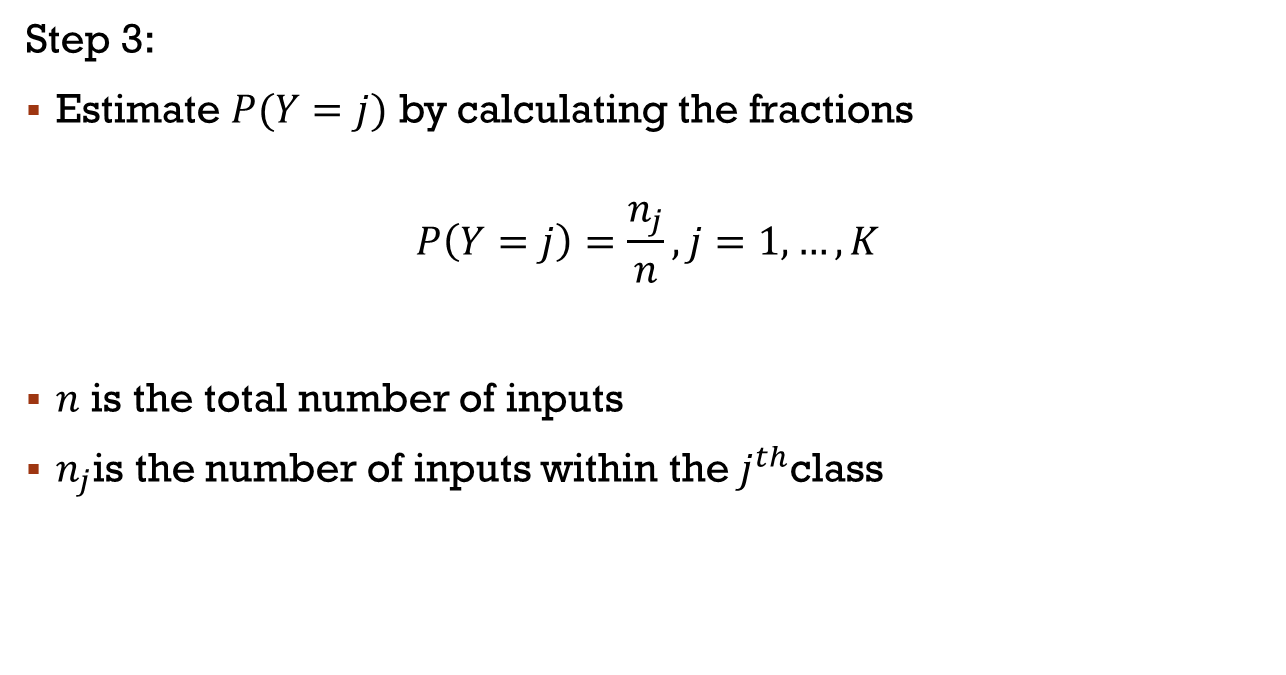 Step 3:
▪ Estimate 𝑃(𝑌 = 𝑗) by calculating the fractions
𝑃(𝑌 = 𝑗) = 𝑛𝑗/𝑛, 𝑗 = 1, … , 𝐾
▪ 𝑛 is the total number of inputs
▪ 𝑛𝑗 is the number of inputs within the 𝑗𝑡ℎ class